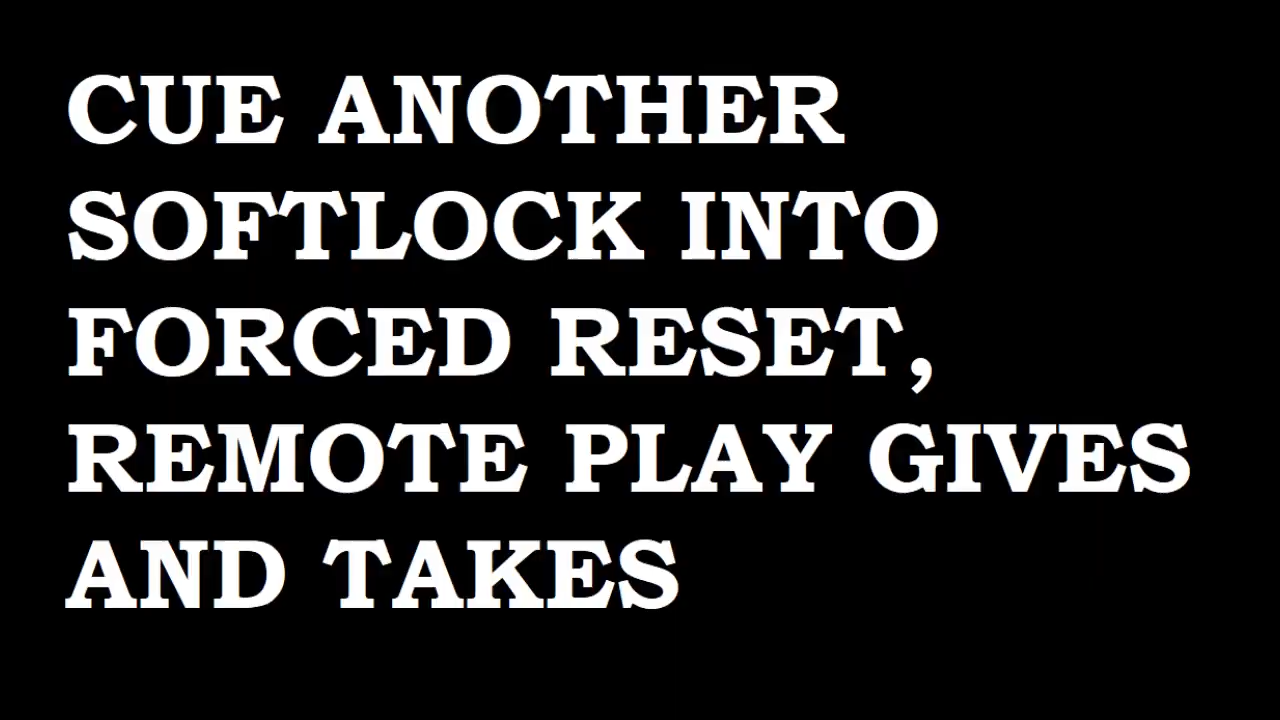 CUE ANOTHER
SOFTLOCK INTO
FORCED RESET,
REMOTE PLAY GIVES
AND TAKES